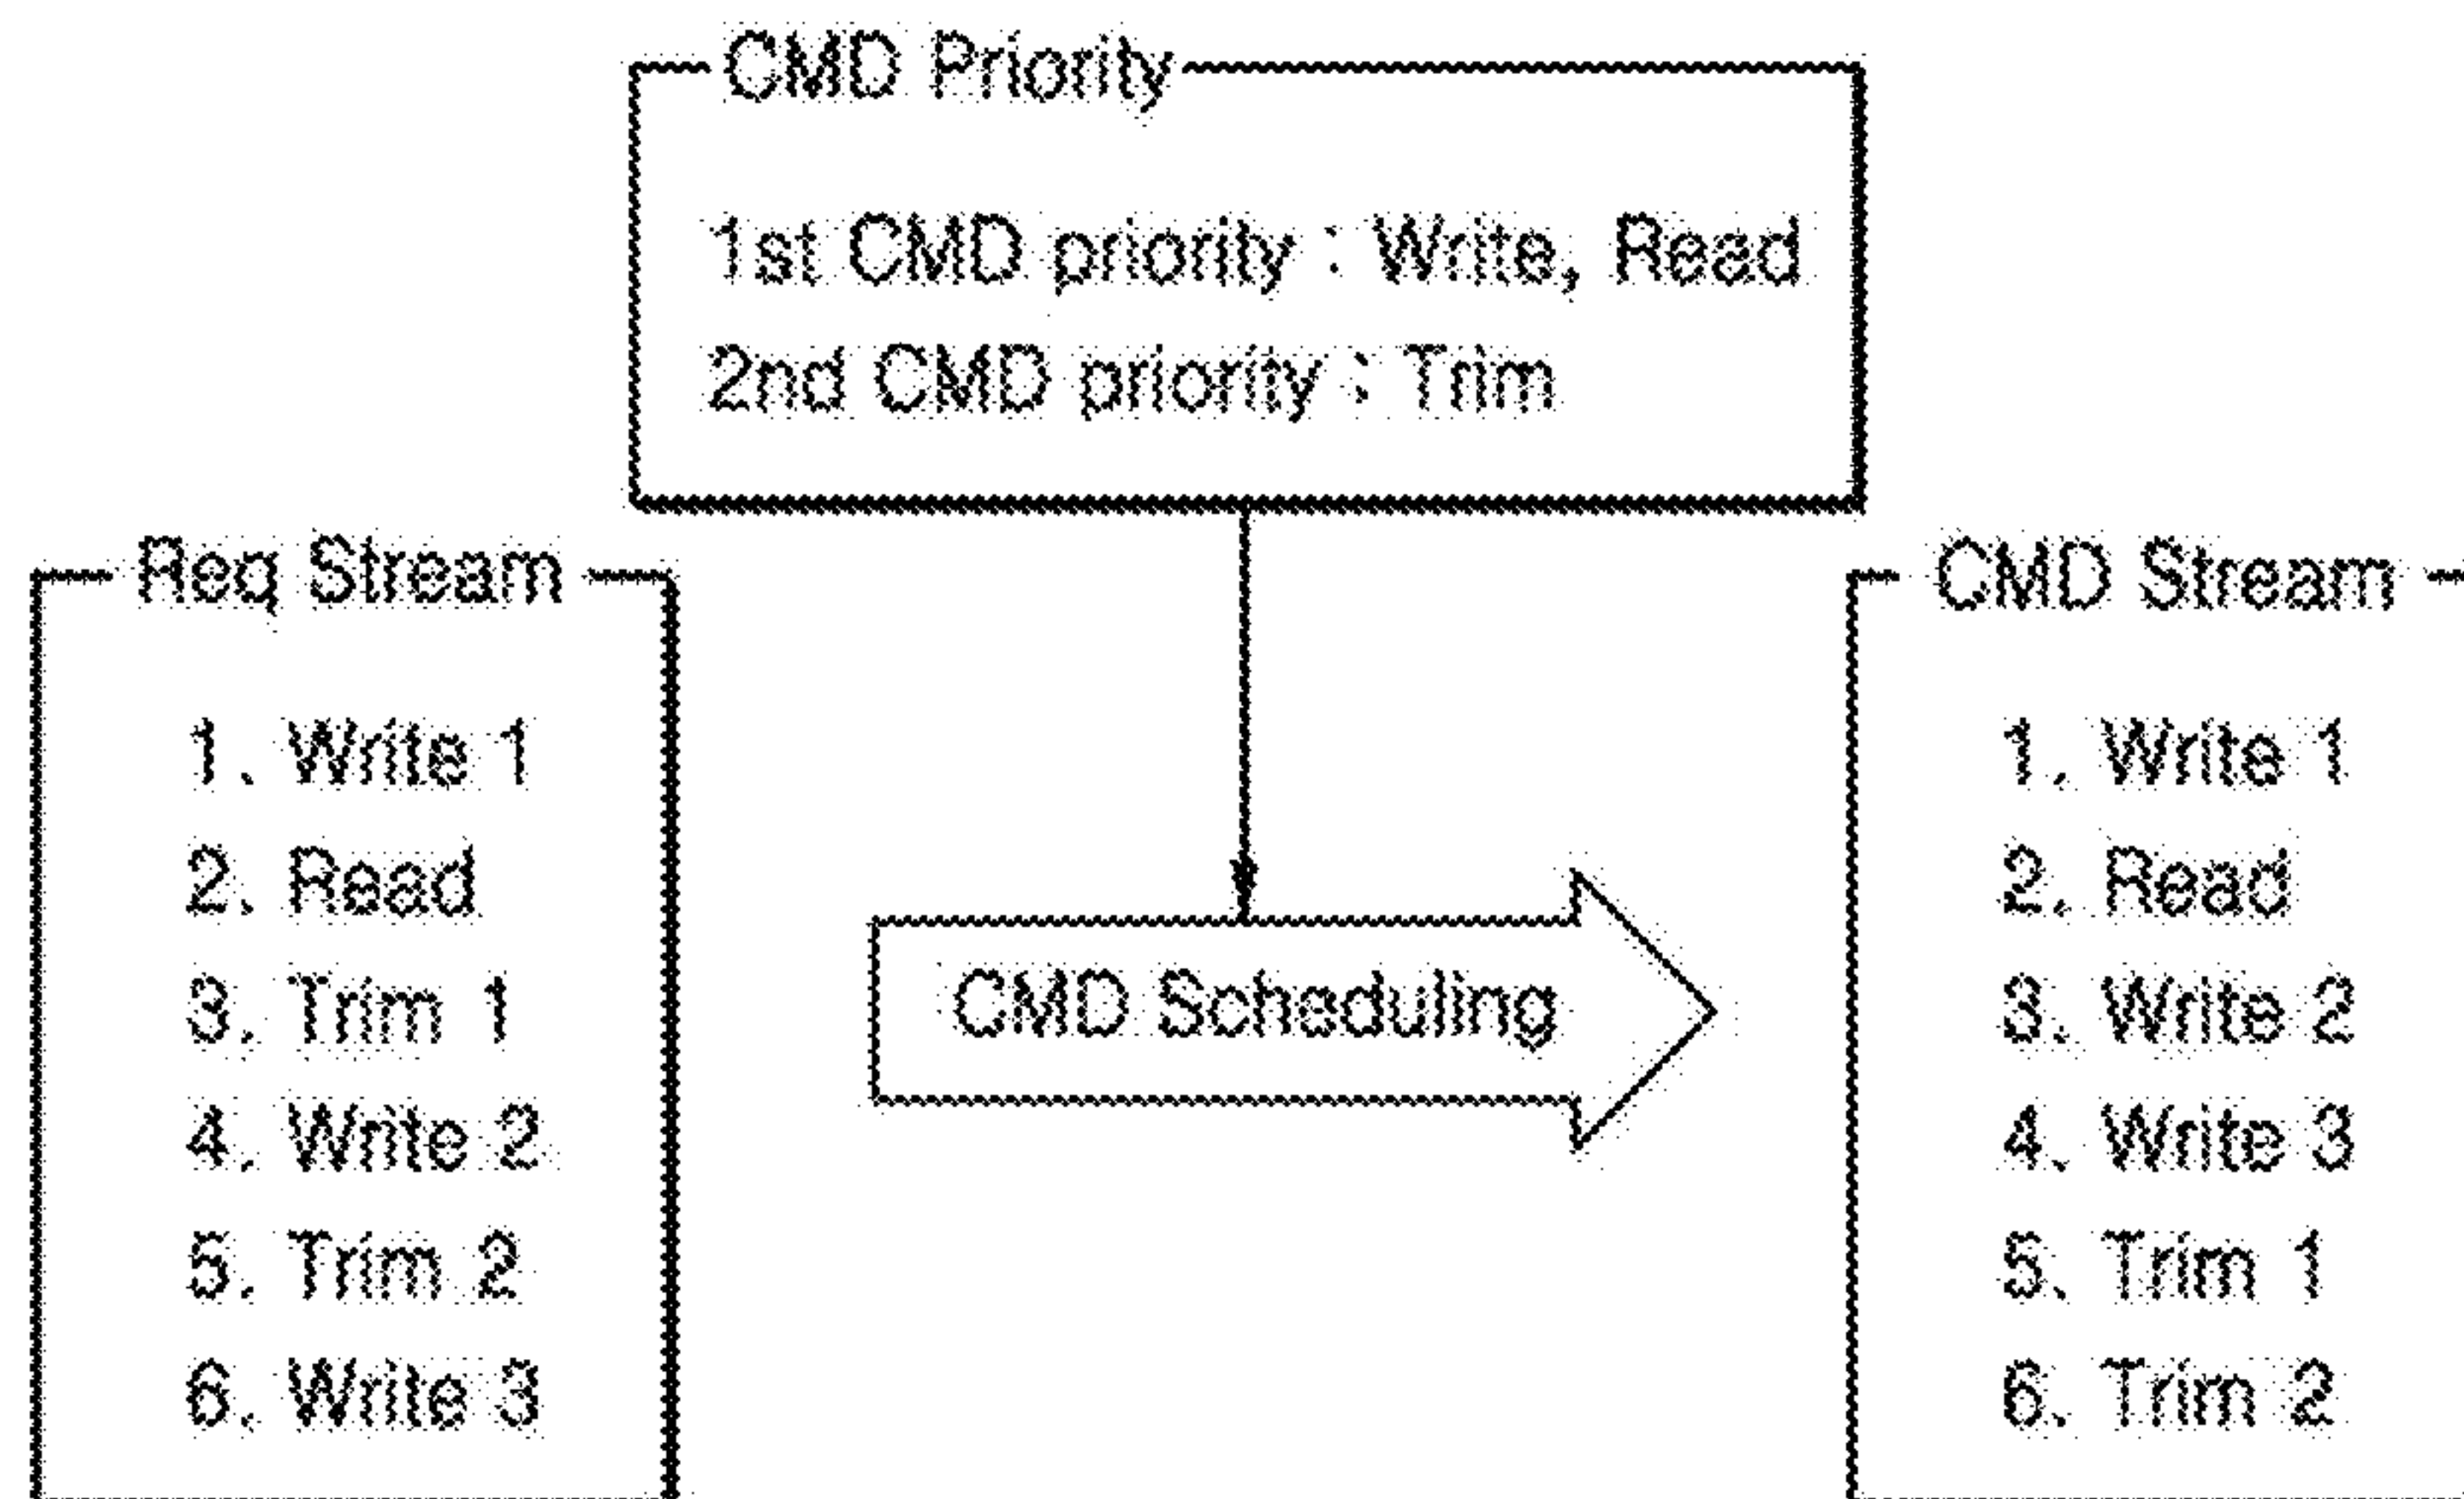 CMD Priority
1st CMD priority : Write, Read
2nd CMD priority : Trim
Req Stream
1. Write 1
2. Read
3. Trim 1
4. Write 2
5. Trim 2
6. Write 3
CMD Scheduling
CMD Stream
1. Write 1
2. Read
3. Write 2
4. Write 3
5. Trim 1
6. Trim 2